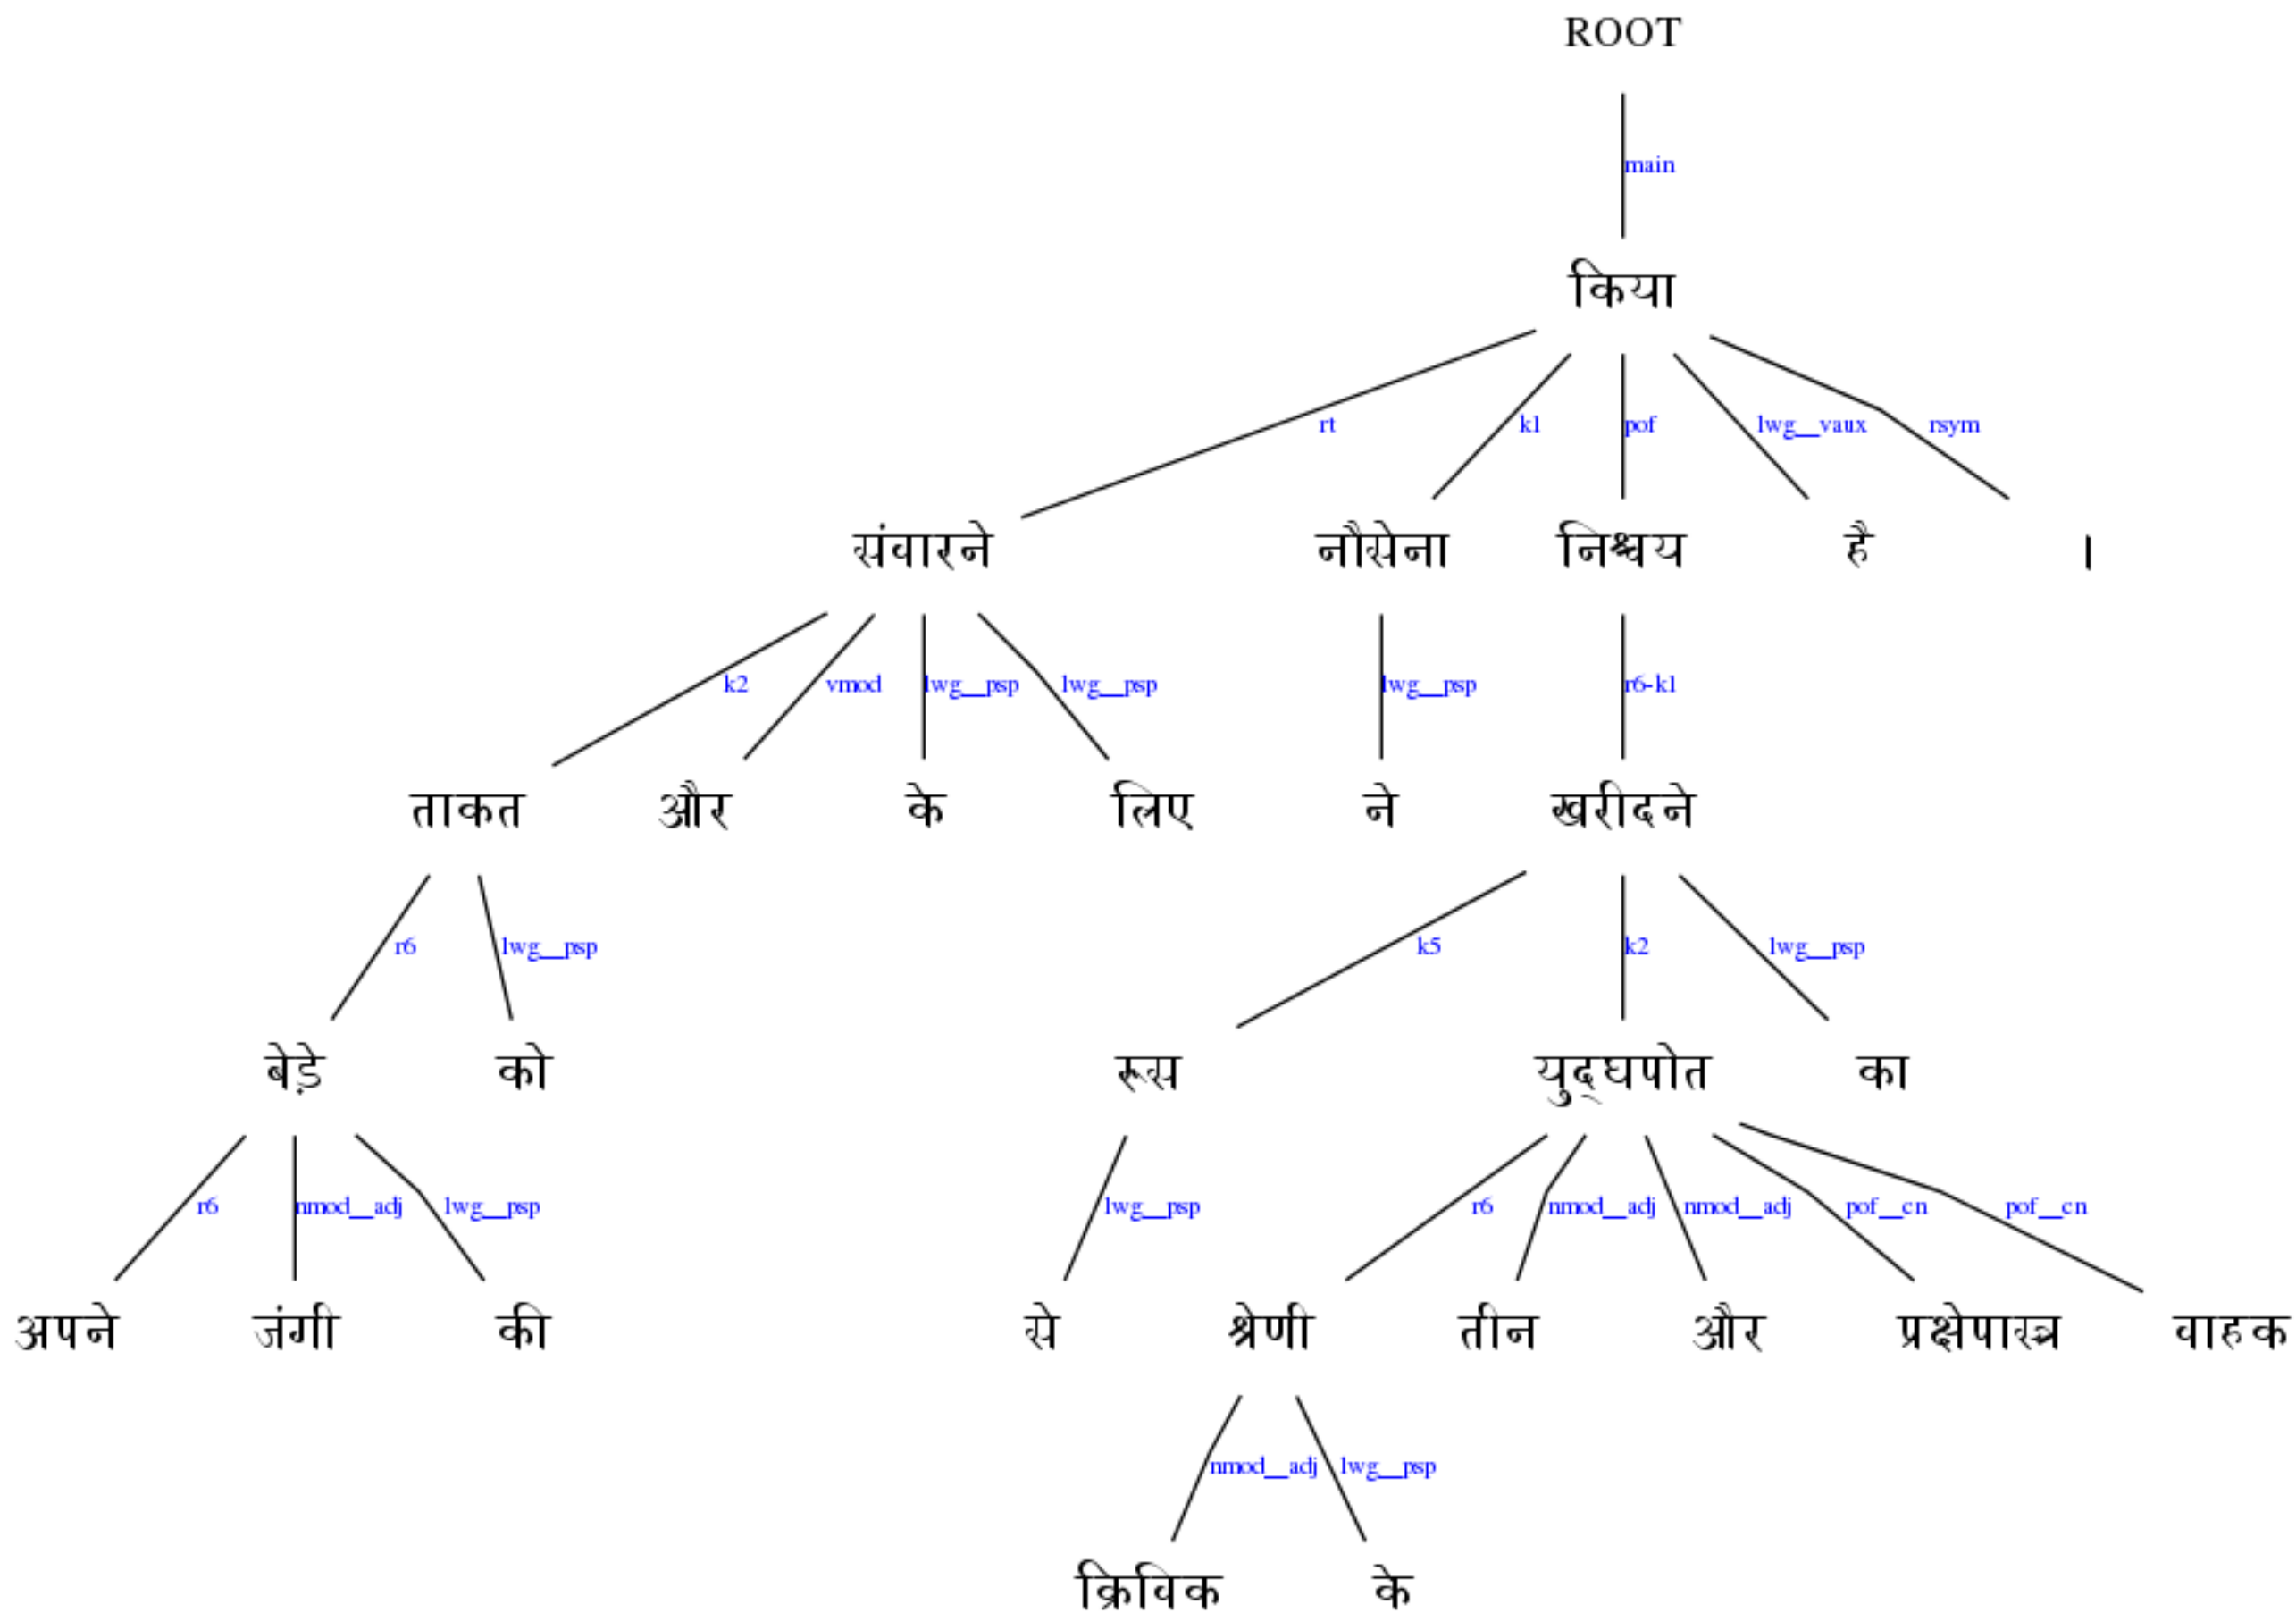 ROOT
main
किया
rt k1 pof lwg__vaux rsym
संवारने नौसेना निश्चय है ।
k2 vmod lwg__psp lwg__psp lwg__psp r6-k1
ताकत और के लिए ने खरीदने
r6 lwg__psp k5 k2 lwg__psp
बेड़े को रूस युद्घपोत का
r6 nmod__adj lwg__psp lwg__psp r6 nmod__adj nmod__adj pof__cn pof__cn
अपने जंगी की से श्रेणी तीन और प्रक्षेपास्त्र वाहक
nmod__adj lwg__psp
क्रिविक के